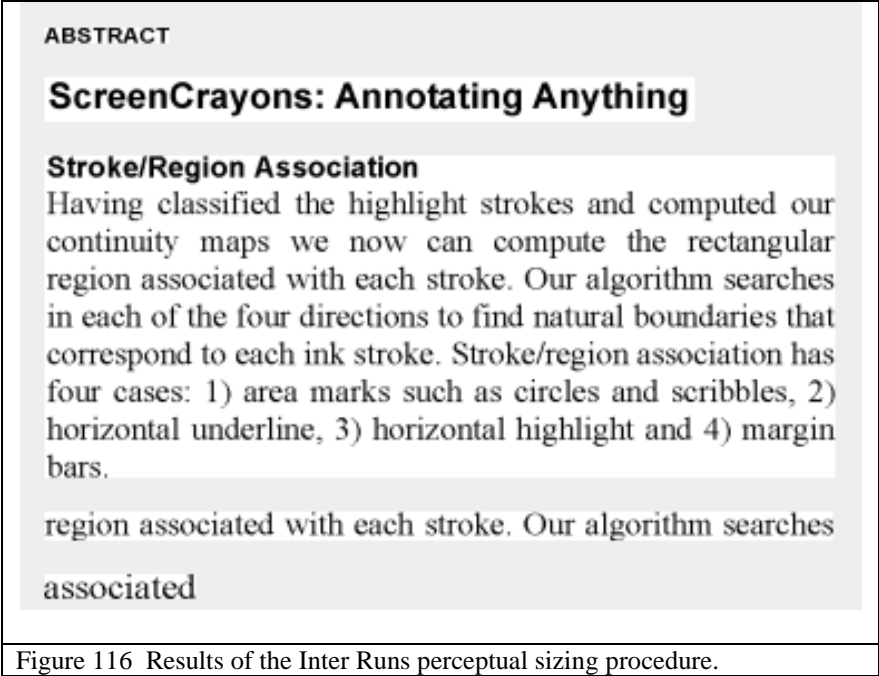 ABSTRACT
ScreenCrayons: Annotating Anything
Stroke/Region Association
Having classified the highlight strokes and computed our
continuity maps we now can compute the rectangular
region associated with each stroke. Our algorithm searches
in each of the four directions to find natural boundaries that
correspond to each ink stroke. Stroke/region association has
four cases: 1) area marks such as circles and scribbles, 2)
horizontal underline, 3) horizontal highlight and 4) margin
bars.
region associated with each stroke. Our algorithm searches
associated
Figure 116 Results of the Inter Runs perceptual sizing procedure.